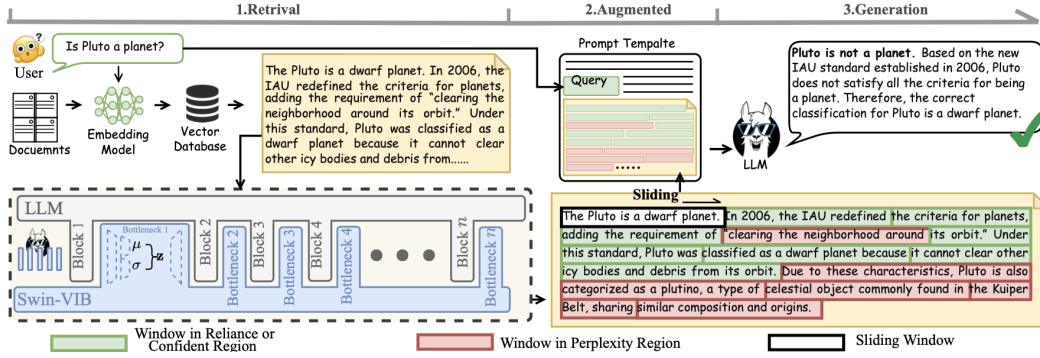 1.Retrival
2.Augmented
3.Generation
Is Pluto a planet?
User
Docuemnts
Embedding
Model
Vector
Database
The Pluto is a dwarf planet. In 2006, the
IAU redefined the criteria for planets,
adding the requirement of “clearing the
neighborhood around its orbit.” Under
this standard, Pluto was classified as a
dwarf planet because it cannot clear
other icy bodies and debris from......
Prompt Tempalte
Query
Pluto is not a planet. Based on the new
IAU standard established in 2006, Pluto
does not satisfy all the criteria for being
a planet. Therefore, the correct
classification for Pluto is a dwarf planet.
LLM
LLM
Block 1
Bottleneck 1
μ
σ
z
Block 2
Bottleneck 2
Block 3
Bottleneck 3
Block 4
Bottleneck 4
Block n
Bottleneck n
Swin-VIB
Sliding
The Pluto is a dwarf planet. In 2006, the IAU redefined the criteria for planets,
adding the requirement of “clearing the neighborhood around its orbit.” Under
this standard, Pluto was classified as a dwarf planet because it cannot clear other
icy bodies and debris from its orbit. Due to these characteristics, Pluto is also
categorized as a plutino, a type of celestial object commonly found in the Kuiper
Belt, sharing similar composition and origins.
Window in Reliance or
Confident Region
Window in Perplexity Region
Sliding Window